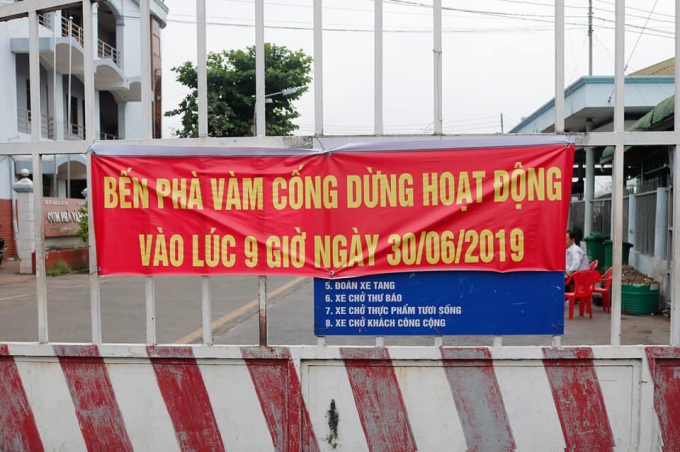 BẾN PHÀ VÀM CỐNG DỪNG HOẠT ĐỘNG
VÀO LÚC 9 GIỜ NGÀY 30/06/2019
5. ĐOÀN XE TANG
6. XE CHỞ THƯ BÁO
7. XE CHỞ THỰC PHẨM TƯƠI SỐNG
8. XE CHỞ KHÁCH CÔNG CỘNG